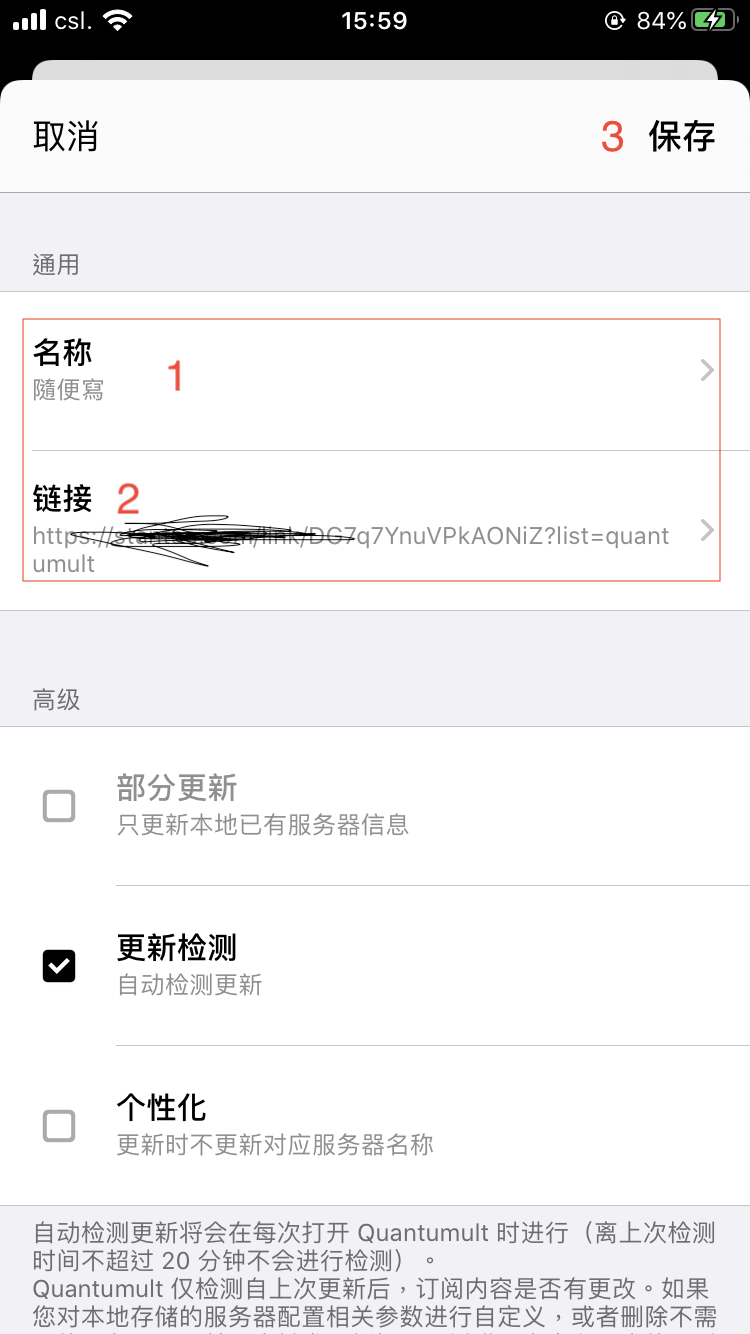 csl.
15:59
84%
取消
3 保存
通用
名称
1
隨便寫
链接 2
https://
/link/DG7q7YnuVPkAONiZ?list=quant
umult
高级
部分更新
只更新本地已有服务器信息
更新检测
自动检测更新
个性化
更新时不更新对应服务器名称
自动检测更新将会在每次打开 Quantumult 时进行（离上次检测
时间不超过 20 分钟不会进行检测）。
Quantumult 仅检测自上次更新后，订阅内容是否有更改。如果
您对本地存储的服务器配置相关参数进行自定义，或者删除不需